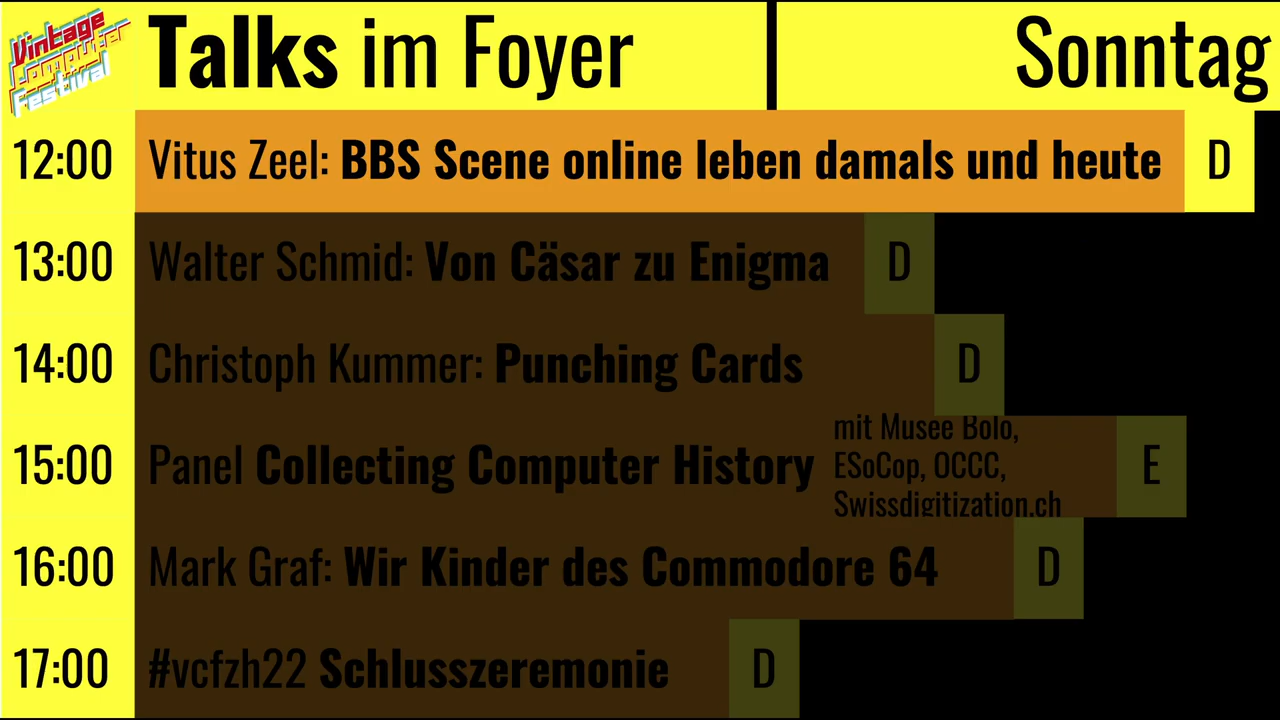 Vintage
Computer
Festival
Talks im Foyer
Sonntag
12:00 Vitus Zeel: BBS Scene online leben damals und heute D
13:00 Walter Schmid: Von Cäsar zu Enigma D
14:00 Christoph Kummer: Punching Cards D
15:00 Panel Collecting Computer History mit Musee Bolo, E
ESoCop, OCCC,
Swissdigitization.ch
16:00 Mark Graf: Wir Kinder des Commodore 64 D
17:00 #vcfzh22 Schlusszeremonie D